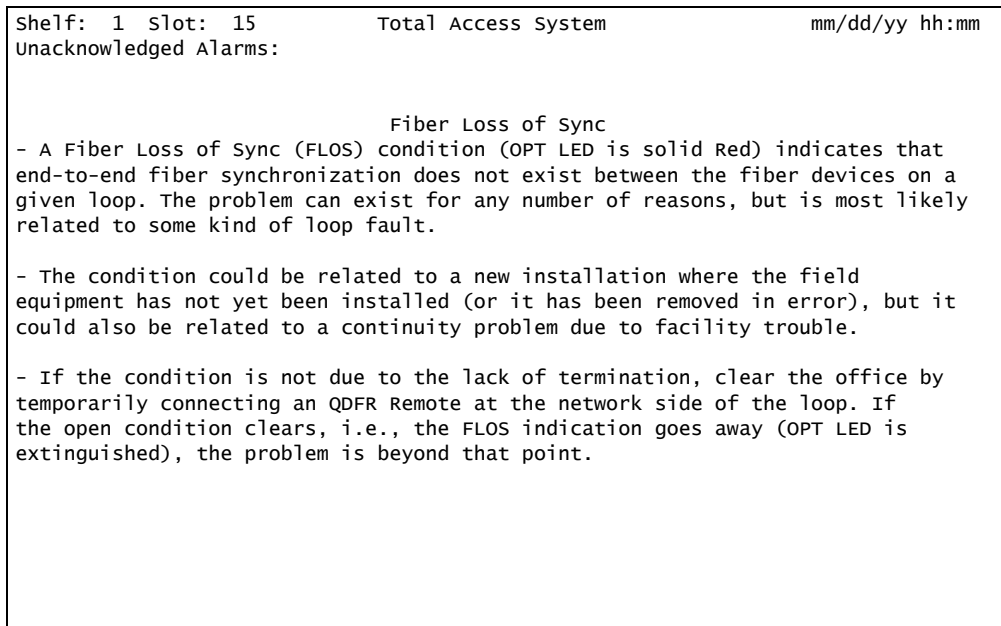 Shelf: 1 Slot: 15 Total Access System mm/dd/yy hh:mm
Unacknowledged Alarms:
Fiber Loss of Sync
- A Fiber Loss of Sync (FLOS) condition (OPT LED is solid Red) indicates that
end-to-end fiber synchronization does not exist between the fiber devices on a
given loop. The problem can exist for any number of reasons, but is most likely
related to some kind of loop fault.
- The condition could be related to a new installation where the field
equipment has not yet been installed (or it has been removed in error), but it
could also be related to a continuity problem due to facility trouble.
- If the condition is not due to the lack of termination, clear the office by
temporarily connecting an QDFR Remote at the network side of the loop. If
the open condition clears, i.e., the FLOS indication goes away (OPT LED is
extinguished), the problem is beyond that point.